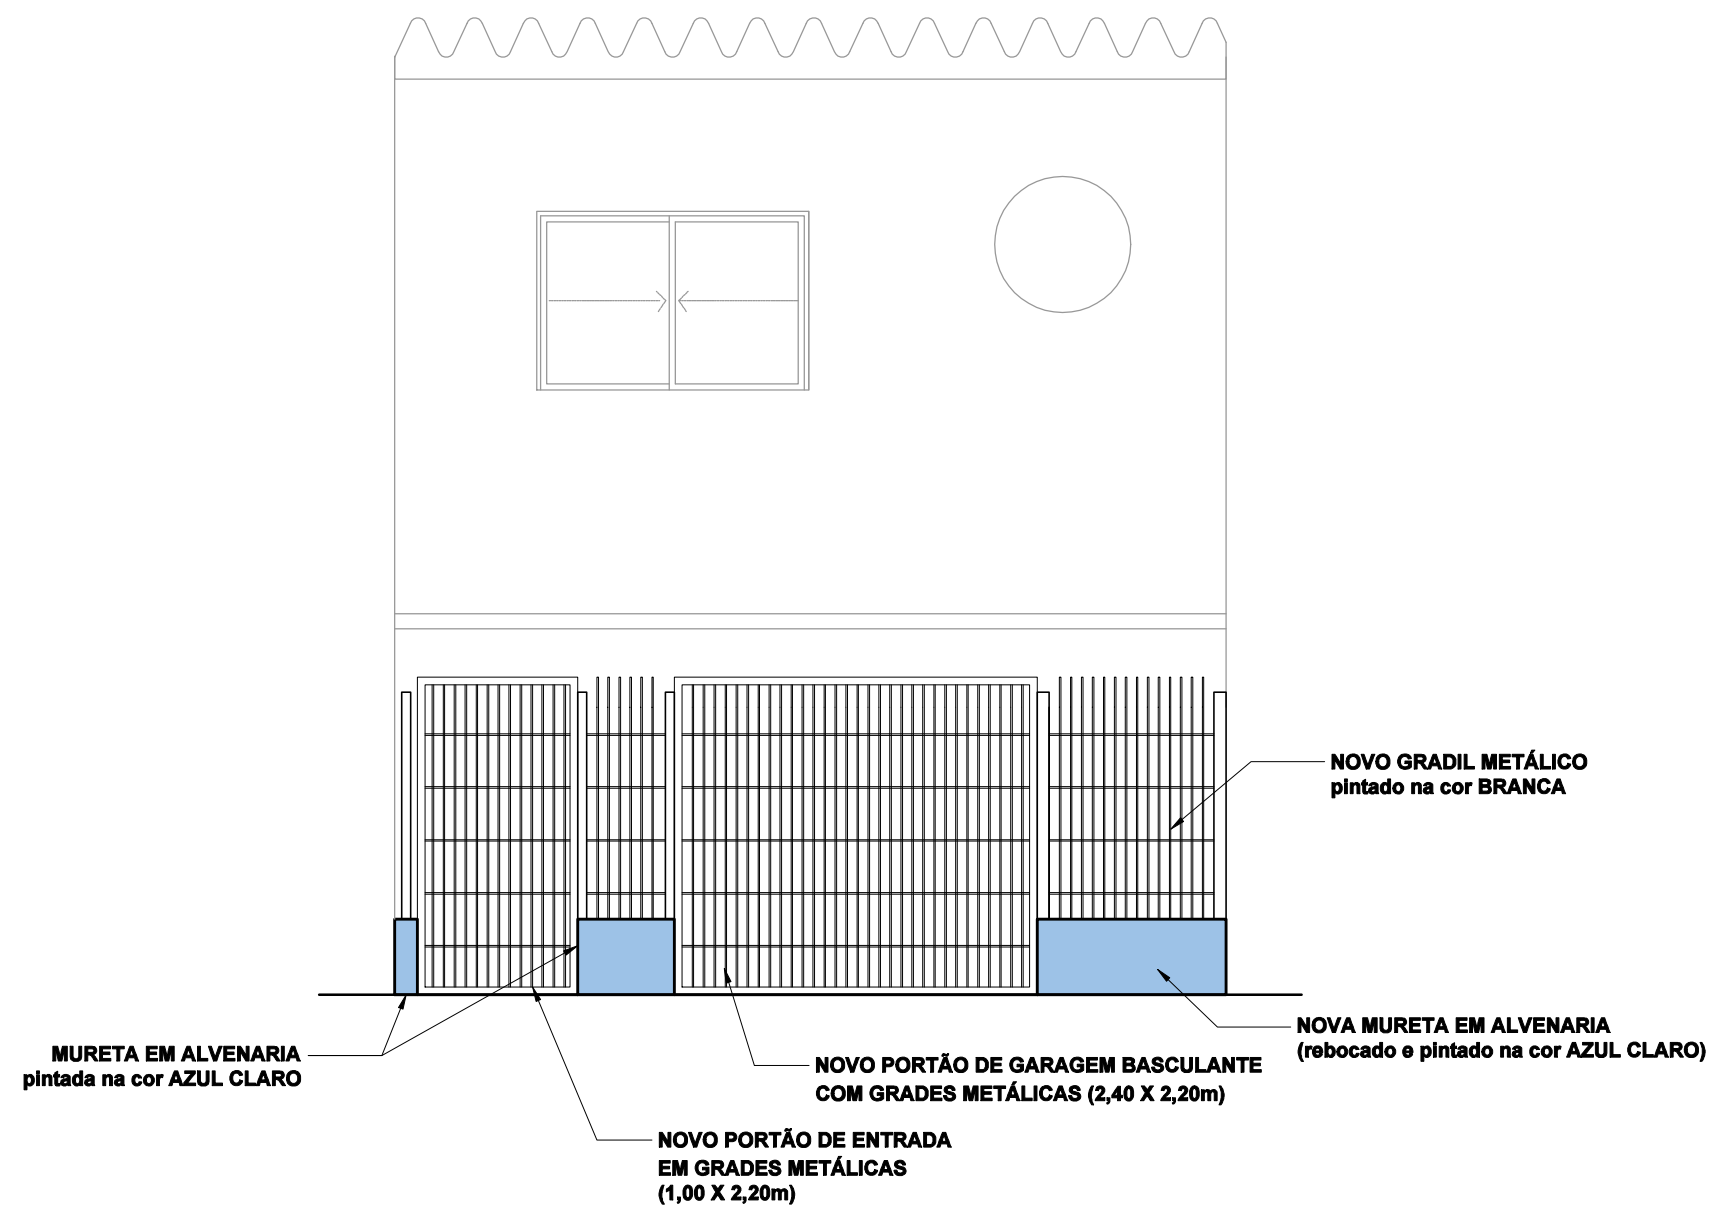 NOVO GRADIL METÁLICO
pintado na cor BRANCA
NOVA MURETA EM ALVENARIA
(rebocado e pintado na cor AZUL CLARO)
MURETA EM ALVENARIA
pintada na cor AZUL CLARO
NOVO PORTÃO DE GARAGEM BASCULANTE
COM GRADES METÁLICAS (2,40 X 2,20m)
NOVO PORTÃO DE ENTRADA
EM GRADES METÁLICAS
(1,00 X 2,20m)